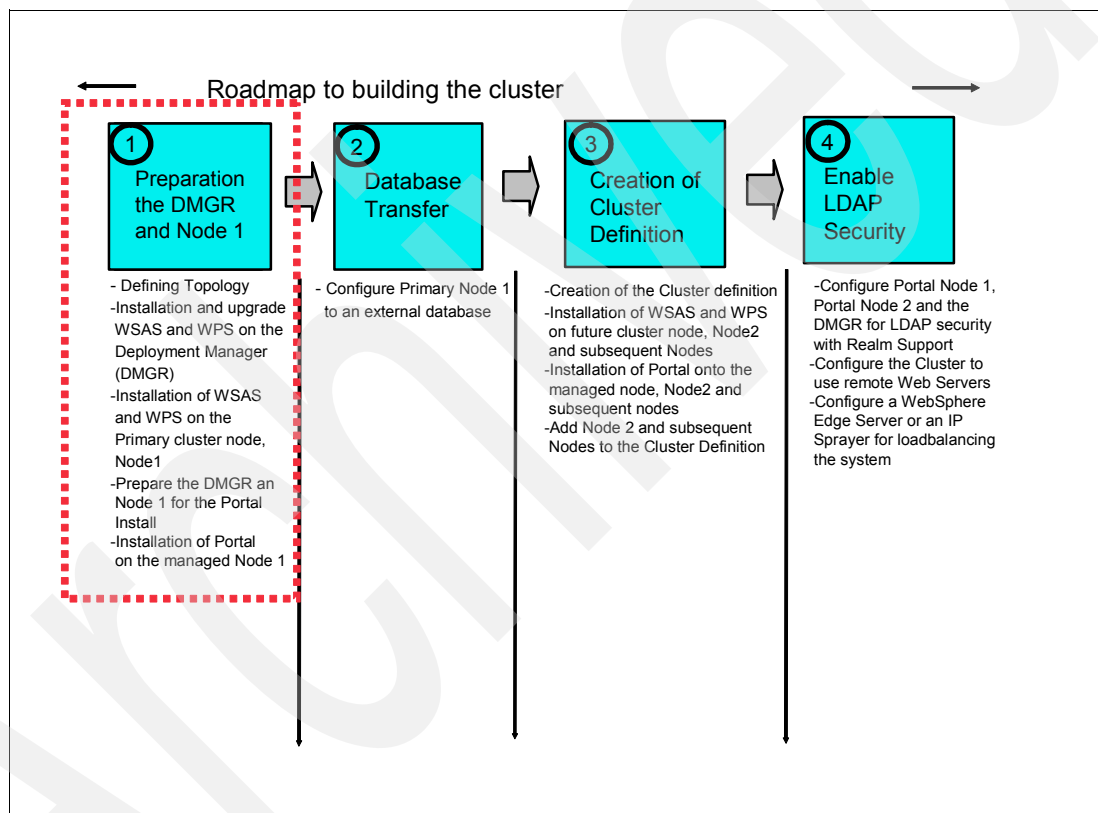 Roadmap to building the cluster
1
Preparation
the DMGR
and Node 1
- Defining Topology
-Installation and upgrade
WSAS and WPS on the
Deployment Manager
(DMGR)
-Installation of WSAS
and WPS on the
Primary cluster node,
Node1
-Prepare the DMGR an
Node 1 for the Portal
Install
-Installation of Portal
on the managed Node 1
2
Database
Transfer
- Configure Primary Node 1
to an external database
3
Creation of
Cluster
Definition
-Creation of the Cluster definition
-Installation of WSAS and WPS
on future cluster node, Node2
and subsequent Nodes
-Installation of Portal onto the
managed node, Node2 and
subsequent nodes
-Add Node 2 and subsequent
Nodes to the Cluster Definition
4
Enable
LDAP
Security
-Configure Portal Node 1,
Portal Node 2 and the
DMGR for LDAP security
with Realm Support
-Configure the Cluster to
use remote Web Servers
-Configure a WebSphere
Edge Server or an IP
Sprayer for loadbalancing
the system
Archived